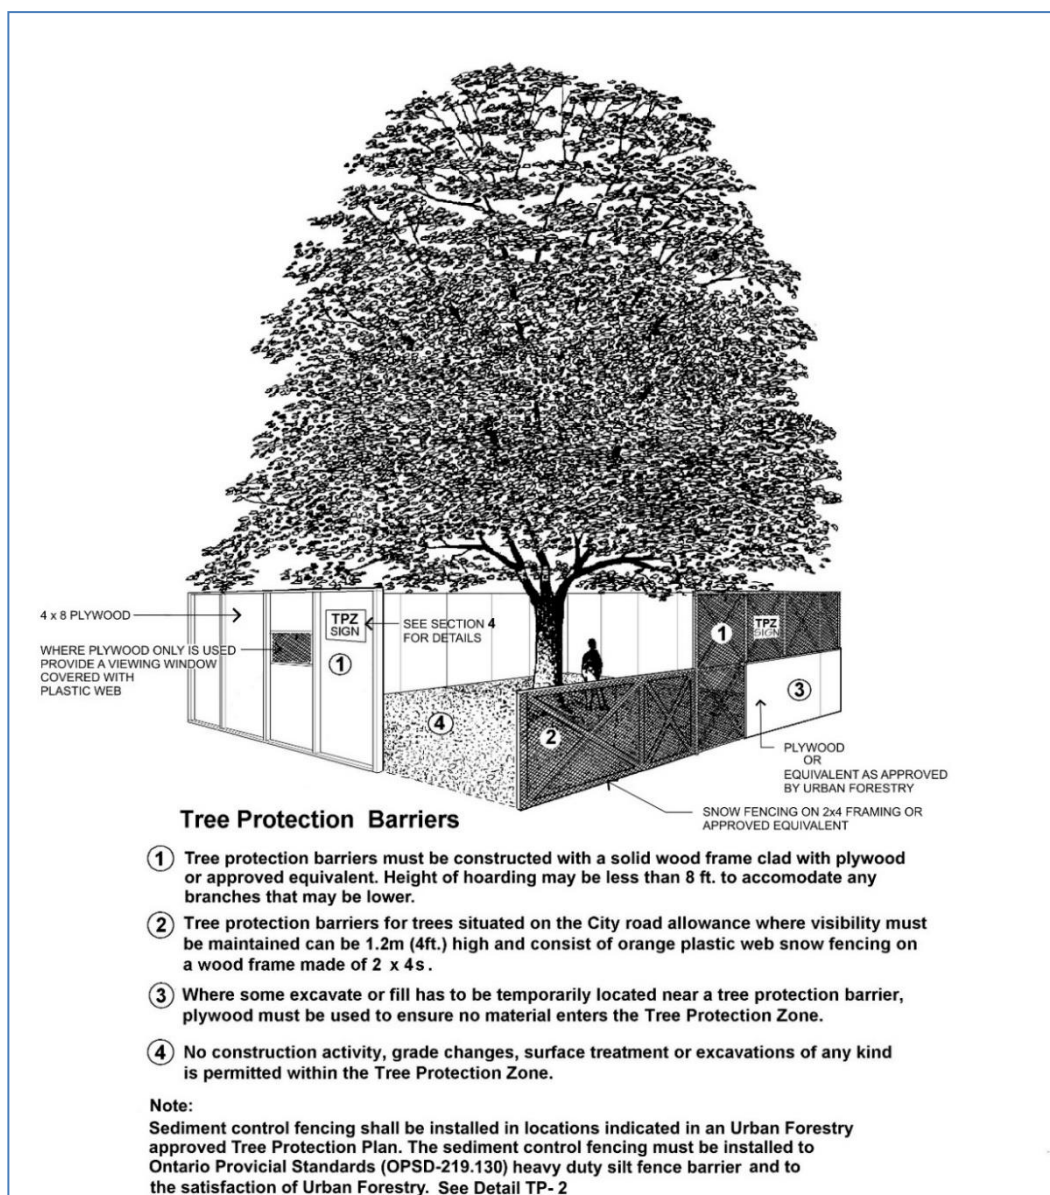 4 x 8 PLYWOOD
WHERE PLYWOOD ONLY IS USED
PROVIDE A VIEWING WINDOW
COVERED WITH
PLASTIC WEB
TPZ
SIGN
SEE SECTION 4
FOR DETAILS
1
4
2
1
TPZ
SIGN
3
PLYWOOD
OR
EQUIVALENT AS APPROVED
BY URBAN FORESTRY
SNOW FENCING ON 2x4 FRAMING OR
APPROVED EQUIVALENT
Tree Protection Barriers
1 Tree protection barriers must be constructed with a solid wood frame clad with plywood
or approved equivalent. Height of hoarding may be less than 8 ft. to accomodate any
branches that may be lower.
2 Tree protection barriers for trees situated on the City road allowance where visibility must
be maintained can be 1.2m (4ft.) high and consist of orange plastic web snow fencing on
a wood frame made of 2 x 4s.
3 Where some excavate or fill has to be temporarily located near a tree protection barrier,
plywood must be used to ensure no material enters the Tree Protection Zone.
4 No construction activity, grade changes, surface treatment or excavations of any kind
is permitted within the Tree Protection Zone.
Note:
Sediment control fencing shall be installed in locations indicated in an Urban Forestry
approved Tree Protection Plan. The sediment control fencing must be installed to
Ontario Provicial Standards (OPSD-219.130) heavy duty silt fence barrier and to
the satisfaction of Urban Forestry. See Detail TP- 2